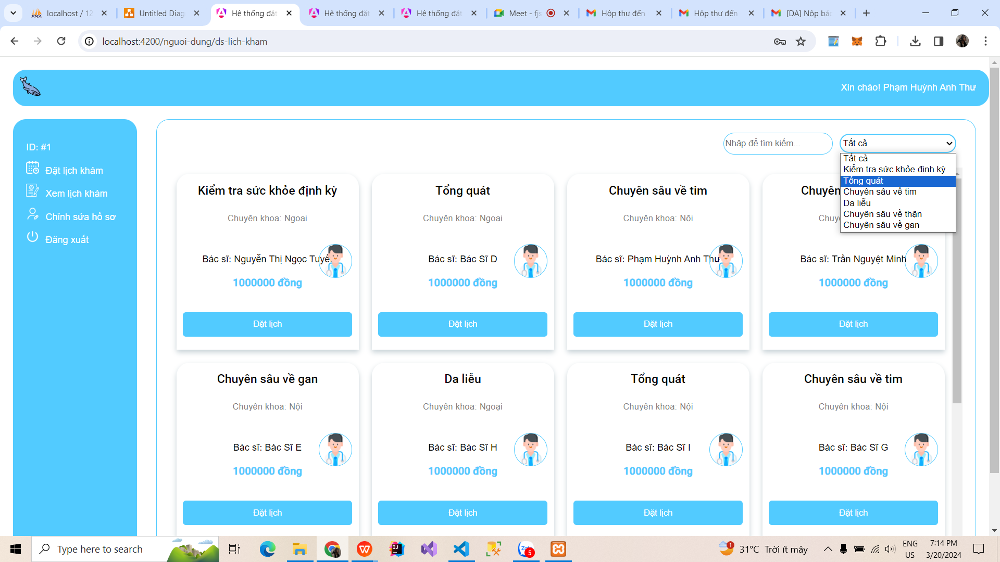 localhost / 12
Untitled Diag
Hệ thống đặt
Hệ thống đặt
Hệ thống đặt
Meet - fjs
Hộp thư đến
Hộp thư đến
[DA] Nộp bác
localhost:4200/nguoi-dung/ds-lich-kham
Xin chào! Phạm Huỳnh Anh Thư
ID: #1
Đặt lịch khám
Xem lịch khám
Chỉnh sửa hồ sơ
Đăng xuất
Nhập để tìm kiếm...
Tất cả
Tất cả
Kiểm tra sức khỏe định kỳ
Tổng quát
Chuyên sâu về tim
Da liễu
Chuyên sâu về thận
Chuyên sâu về gan
Kiểm tra sức khỏe định kỳ
Chuyên khoa: Ngoại
Bác sĩ: Nguyễn Thị Ngọc Tuyết
1000000 đồng
Đặt lịch
Tổng quát
Chuyên khoa: Ngoại
Bác sĩ: Bác Sĩ D
1000000 đồng
Đặt lịch
Chuyên sâu về tim
Chuyên khoa: Nội
Bác sĩ: Phạm Huỳnh Anh Thư
1000000 đồng
Đặt lịch
Chuyên
Chuyê
Bác sĩ: Trần Nguyệt Minh
1000000 đồng
Đặt lịch
Chuyên sâu về gan
Chuyên khoa: Nội
Bác sĩ: Bác Sĩ E
1000000 đồng
Đặt lịch
Da liễu
Chuyên khoa: Ngoại
Bác sĩ: Bác Sĩ H
1000000 đồng
Đặt lịch
Tổng quát
Chuyên khoa: Nội
Bác sĩ: Bác Sĩ I
1000000 đồng
Đặt lịch
Chuyên sâu về tim
Chuyên khoa: Nội
Bác sĩ: Bác Sĩ G
1000000 đồng
Đặt lịch
Type here to search
5
1
31°C Trời ít mây
ENG
US
7:14 PM
3/20/2024